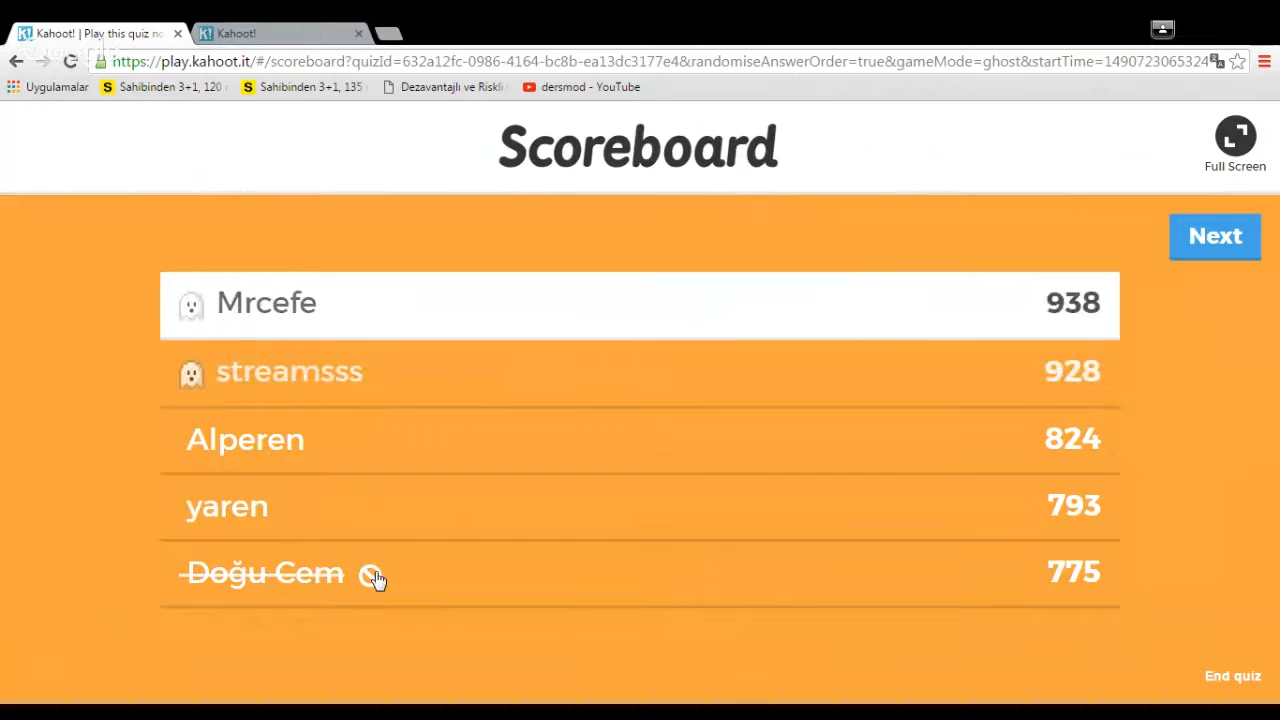 Kahoot! | Play this quiz no
Kahoot!
https://play.kahoot.it/#/scoreboard?quizId=632a12fc-0986-4164-bcbb-ea13dc3177e4&randomiseAnswerOrder=true&gameMode=ghost&startTime=1490723065324
Uygulamalar
Sahibinden 3+1, 120
Sahibinden 3+1, 135
Dezavantajlı ve Riskli
dersmod - YouTube
Scoreboard
Full Screen
Next
Mrcefe 938
streamsss 928
Alperen 824
yaren 793
Doğu Cem 775
End quiz